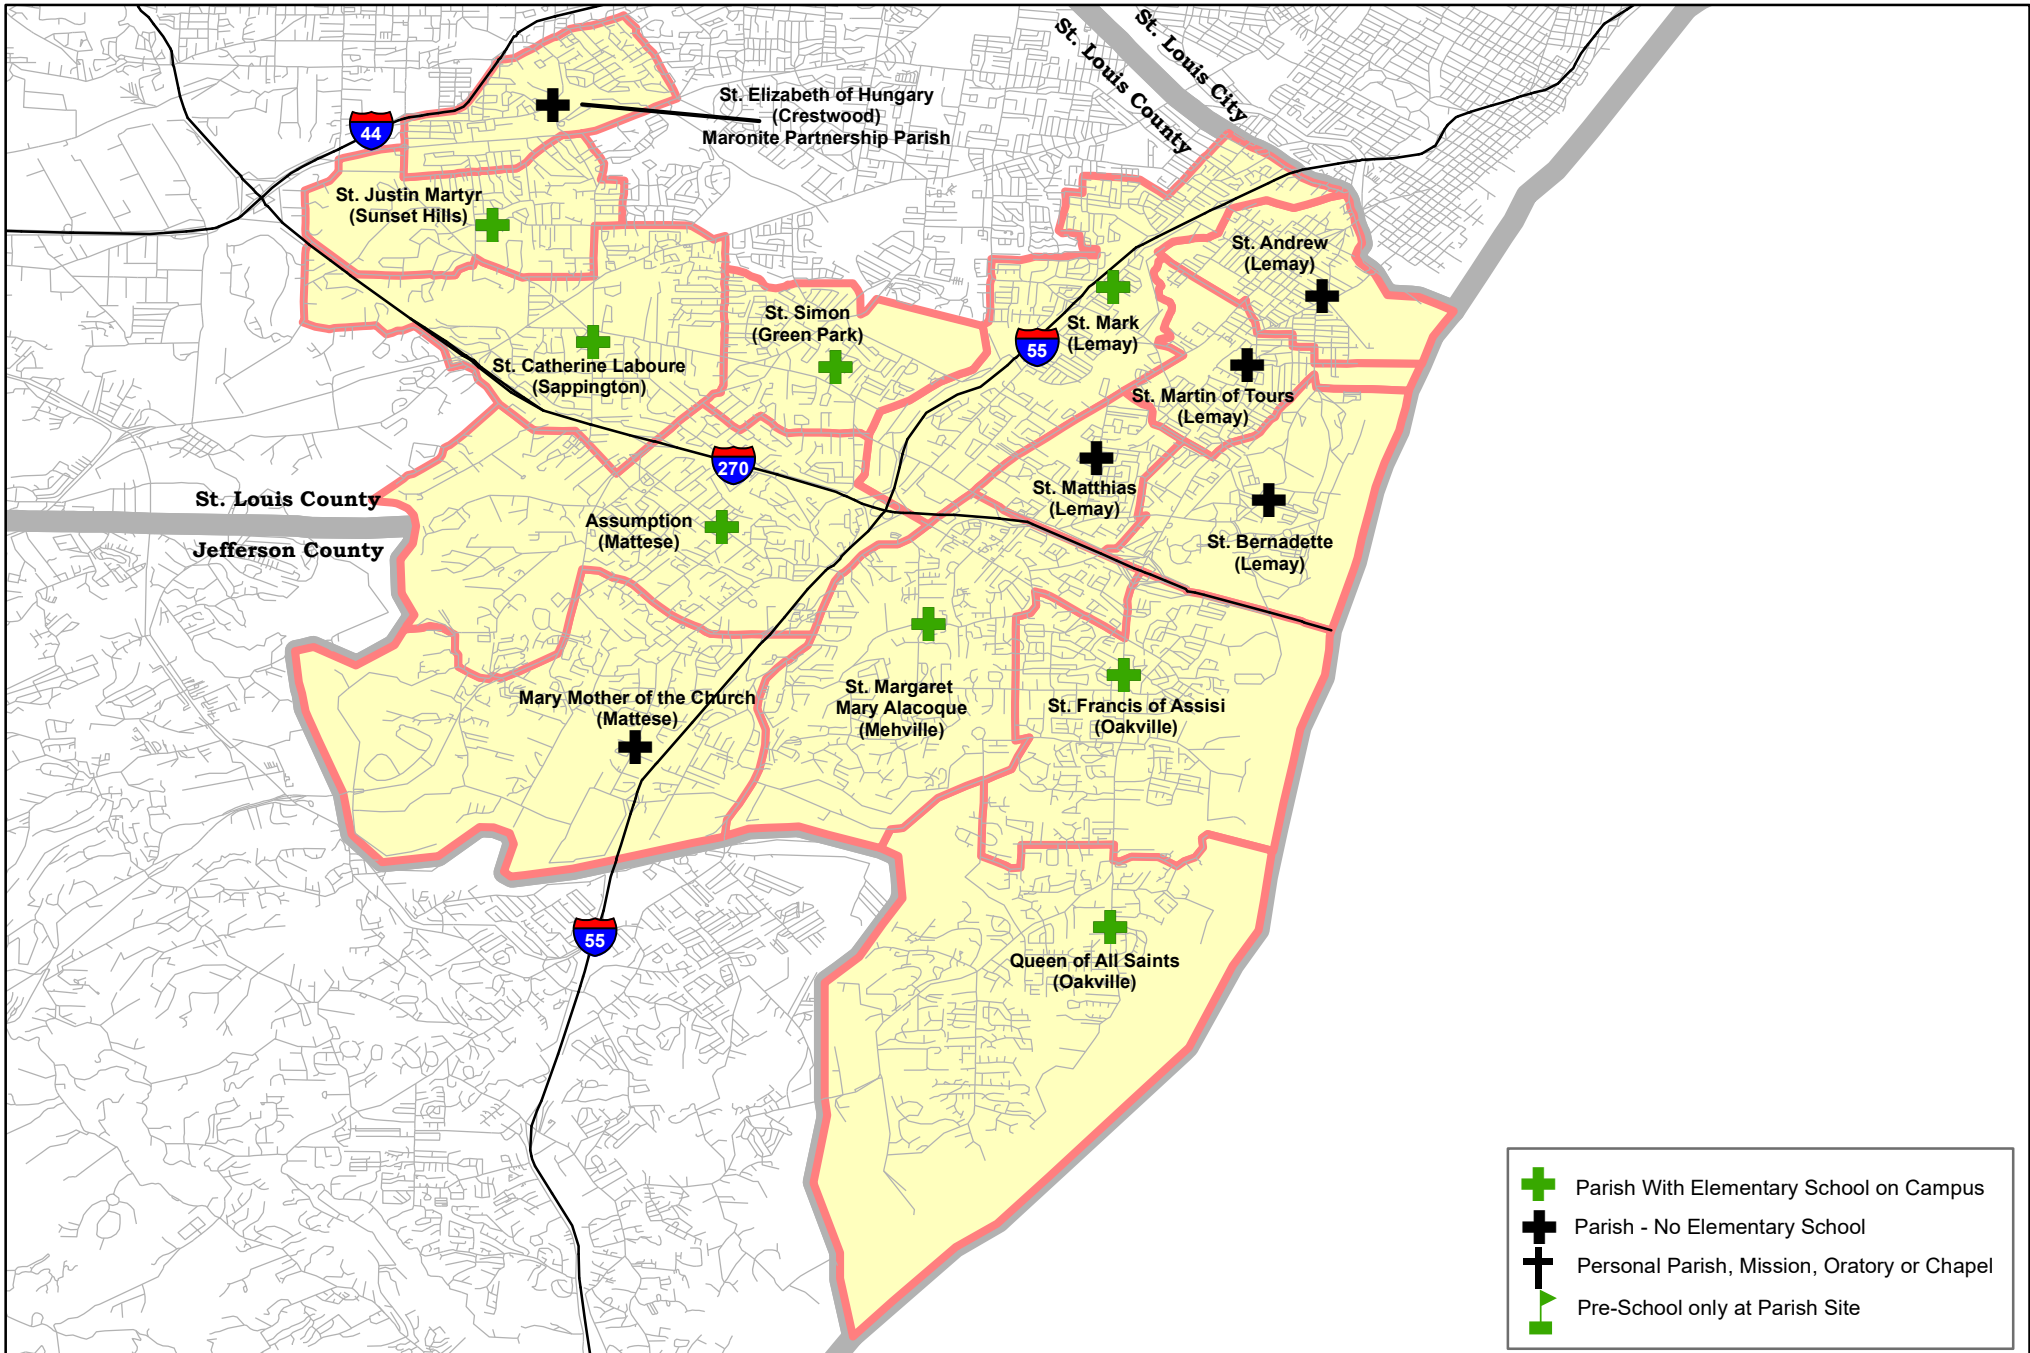 St. Louis City
St. Louis County
St. Elizabeth of Hungary
(Crestwood)
Maronite Partnership Parish
44
St. Justin Martyr
(Sunset Hills)
St. Andrew
(Lemay)
St. Simon
(Green Park)
St. Mark
(Lemay)
55
St. Catherine Laboure
(Sappington)
St. Martin of Tours
(Lemay)
270
St. Louis County
Jefferson County
St. Matthias
(Lemay)
Assumption
(Mattese)
St. Bernadette
(Lemay)
Mary Mother of the Church
(Mattese)
St. Margaret
Mary Alacoque
(Mehville)
St. Francis of Assisi
(Oakville)
55
Queen of All Saints
(Oakville)
Parish With Elementary School on Campus
Parish - No Elementary School
Personal Parish, Mission, Oratory or Chapel
Pre-School only at Parish Site